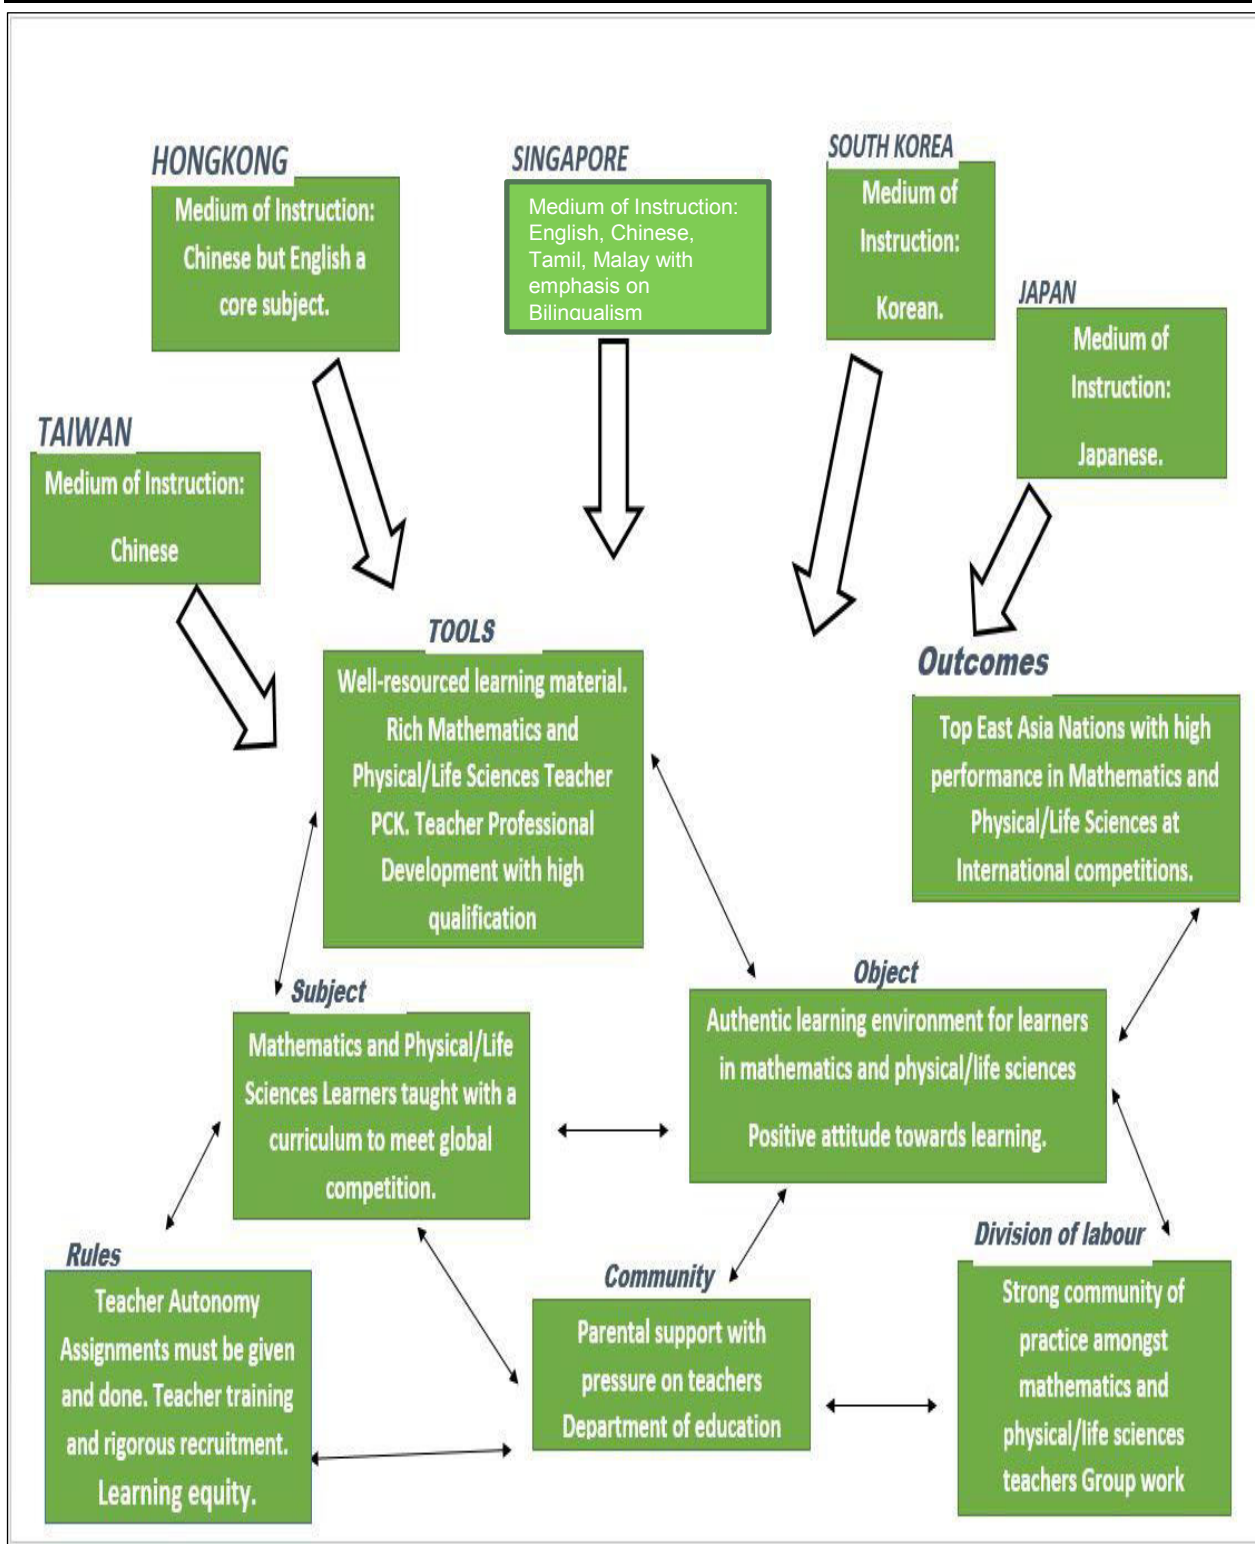 HONGKONG
Medium of Instruction:
Chinese but English a
core subject.
SINGAPORE
Medium of Instruction:
English, Chinese,
Tamil, Malay with
emphasis on
Bilingualism
SOUTH KOREA
Medium of
Instruction:
Korean.
JAPAN
Medium of
Instruction:
Japanese.
TAIWAN
Medium of Instruction:
Chinese
TOOLS
Well-resourced learning material.
Rich Mathematics and
Physical/Life Sciences Teacher
PCK. Teacher Professional
Development with high
qualification
Outcomes
Top East Asia Nations with high
performance in Mathematics and
Physical/Life Sciences at
International competitions.
Subject
Mathematics and Physical/Life
Sciences Learners taught with a
curriculum to meet global
competition.
Object
Authentic learning environment for learners
in mathematics and physical/life sciences
Positive attitude towards learning.
Rules
Teacher Autonomy
Assignments must be given
and done. Teacher training
and rigorous recruitment.
Learning equity.
Community
Parental support with
pressure on teachers
Department of education
Division of labour
Strong community of
practice amongst
mathematics and
physical/life sciences
teachers Group work